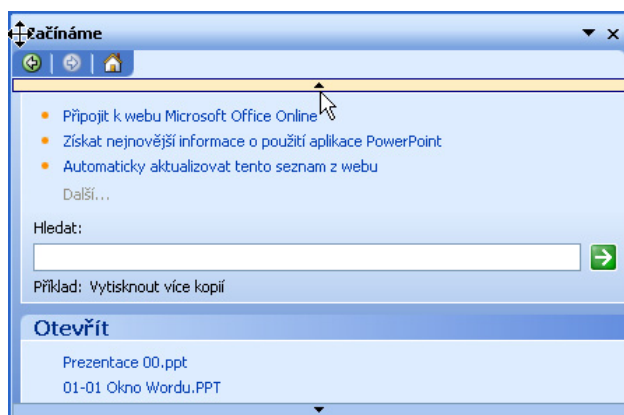 Začínáme
Připojit k webu Microsoft Office Online
Získat nejnovější informace o použití aplikace PowerPoint
Automaticky aktualizovat tento seznam z webu
Další...
Hledat:
Příklad: Vytisknout více kopií
Otevřít
Prezentace 00.ppt
01-01 Okno Wordu.PPT